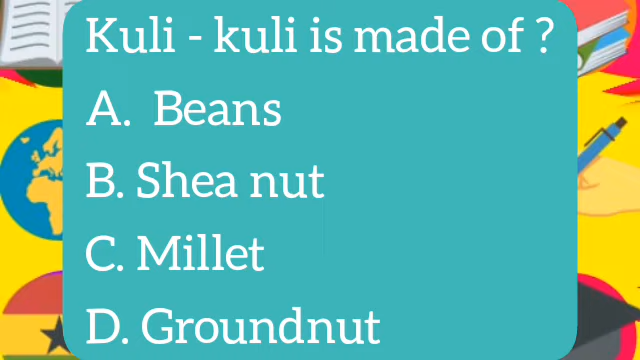 Kuli - kuli is made of ?
A. Beans
B. Shea nut
C. Millet
D. Groundnut